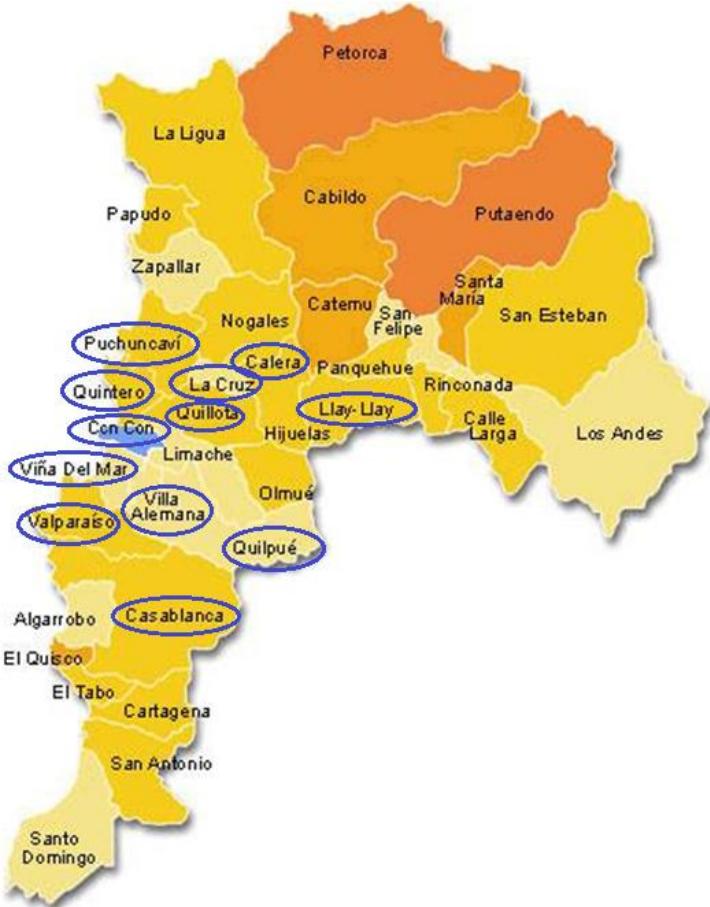 Petorca
La Ligua
Cabildo
Papudo
Putaendo
Zapallar
Santa
María
Catemu
San
Felipe
San Esteban
Nogales
Puchuncaví
Calera
Panquehue
La Cruz
Rinconada
Quintero
Quillota
Llay-Llay
Calle
Larga
Con Con
Hijuelas
Los Andes
Limache
Viña Del Mar
Olmué
Villa
Alemana
Valparaíso
Quilpué
Algarrobo
Casablanca
El Quisco
El Tabo
Cartagena
San Antonio
Santo
Domingo